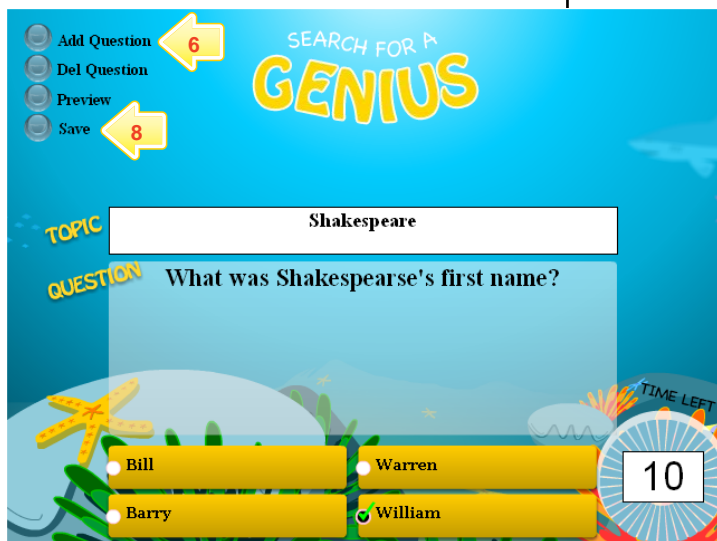 Add Question
6
Del Question
Preview
Save
8
SEARCH FOR A
GENIUS
TOPIC
Shakespeare
QUESTION
What was Shakespearse's first name?
TIME LEFT
Bill
Warren
10
Barry
William